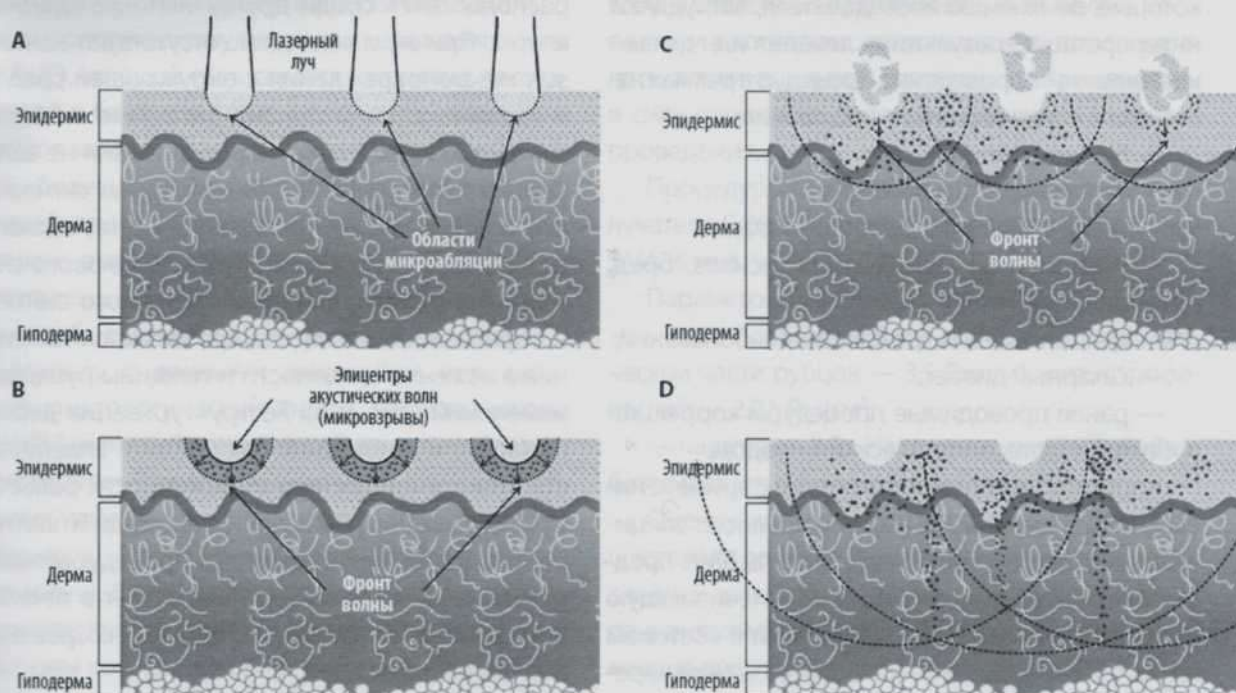 A
Лазерный
луч
Эпидермис
Дерма
Области
микроабляции
Гиподерма
B
Эпицентры
акустических волн
(микровзрывы)
Эпидермис
Дерма
Фронт
волны
Гиподерма
C
Эпидермис
Дерма
Фронт
волны
Гиподерма
D
Эпидермис
Дерма
Гиподерма